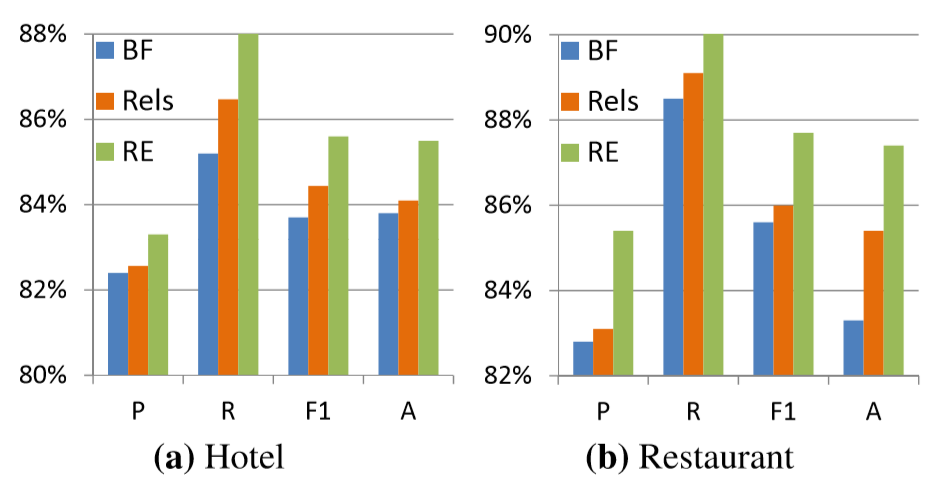 88%
86%
84%
82%
80%
BF
Rels
RE
P R F1 A
(a) Hotel
90%
88%
86%
84%
82%
BF
Rels
RE
P R F1 A
(b) Restaurant